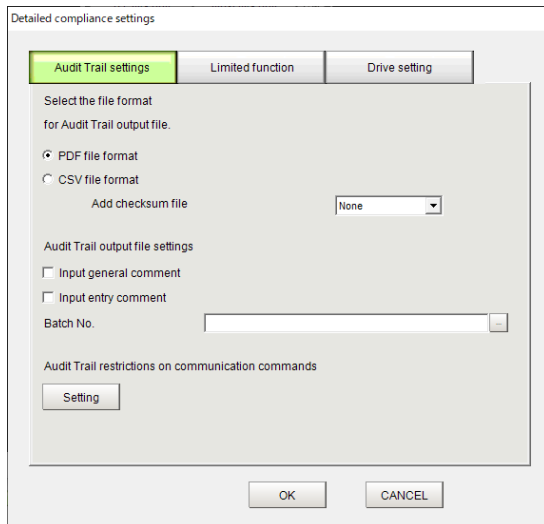 Detailed compliance settings
Audit Trail settings
Limited function
Drive setting
Select the file format
for Audit Trail output file.
PDF file format
CSV file format
Add checksum file
None
Audit Trail output file settings
Input general comment
Input entry comment
Batch No.
...
Audit Trail restrictions on communication commands
Setting
OK
CANCEL